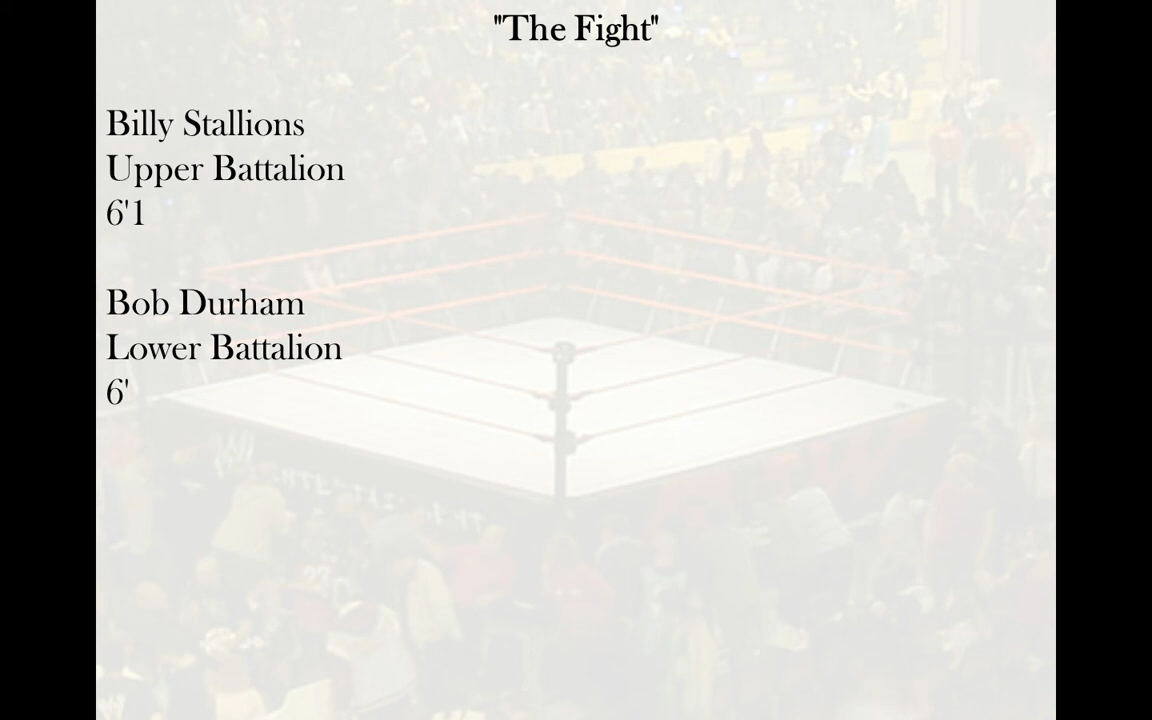 "The Fight"
Billy Stallions
Upper Battalion
6'1
Bob Durham
Lower Battalion
6'